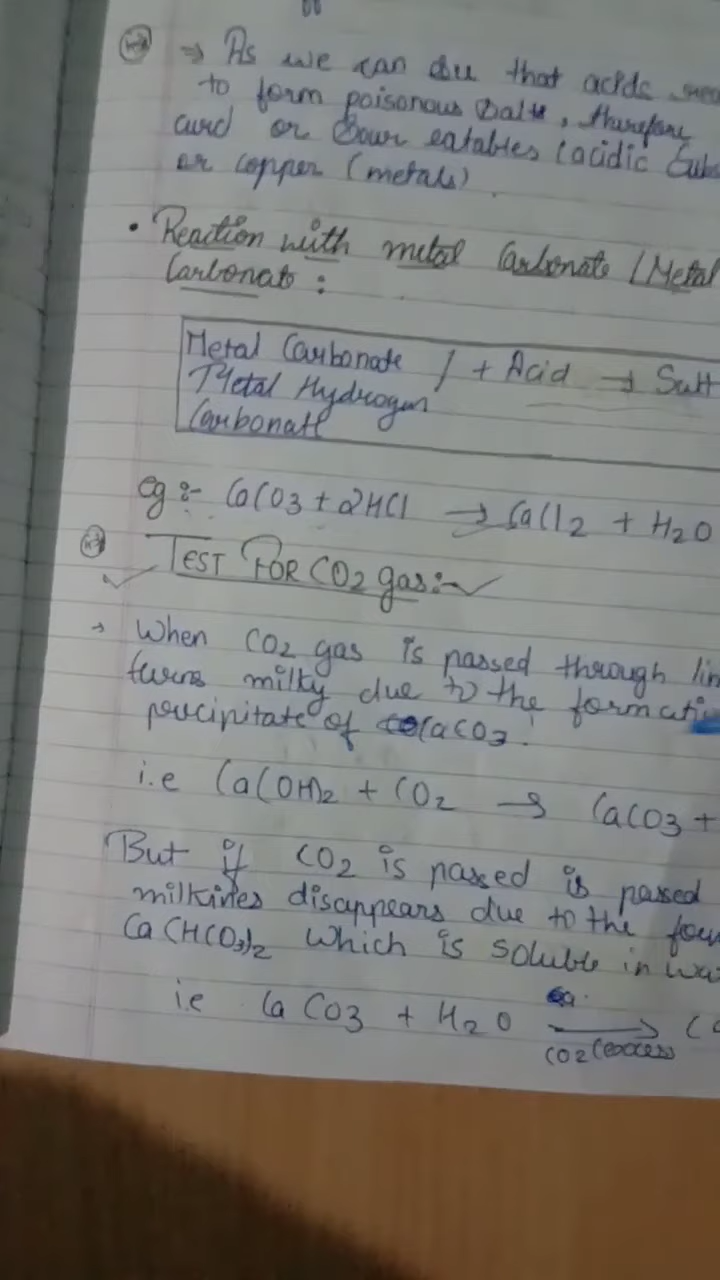 ⇒ As we can see that acids
to form poisonous salts, therefore
curd or sour eatables (acidic Subs
or copper (metals).
• Reaction with metal Carbonate / Metal
Carbonate :
Metal Carbonate / + Acid → Salt
Metal Hydrogen
Carbonate
eg :- CaCO3 + 2HCl → CaCl2 + H2O
TEST FOR CO2 gas :-
→ When CO2 gas is passed through lim
turns milky due to the formatio
precipitate of CaCO3.
i.e Ca(OH)2 + CO2 → CaCO3 +
But if CO2 is passed is passed
milkines disappears due to the for
Ca(HCO3)2 which is soluble in wat
i.e CaCO3 + H2O → C
CO2 (excess)